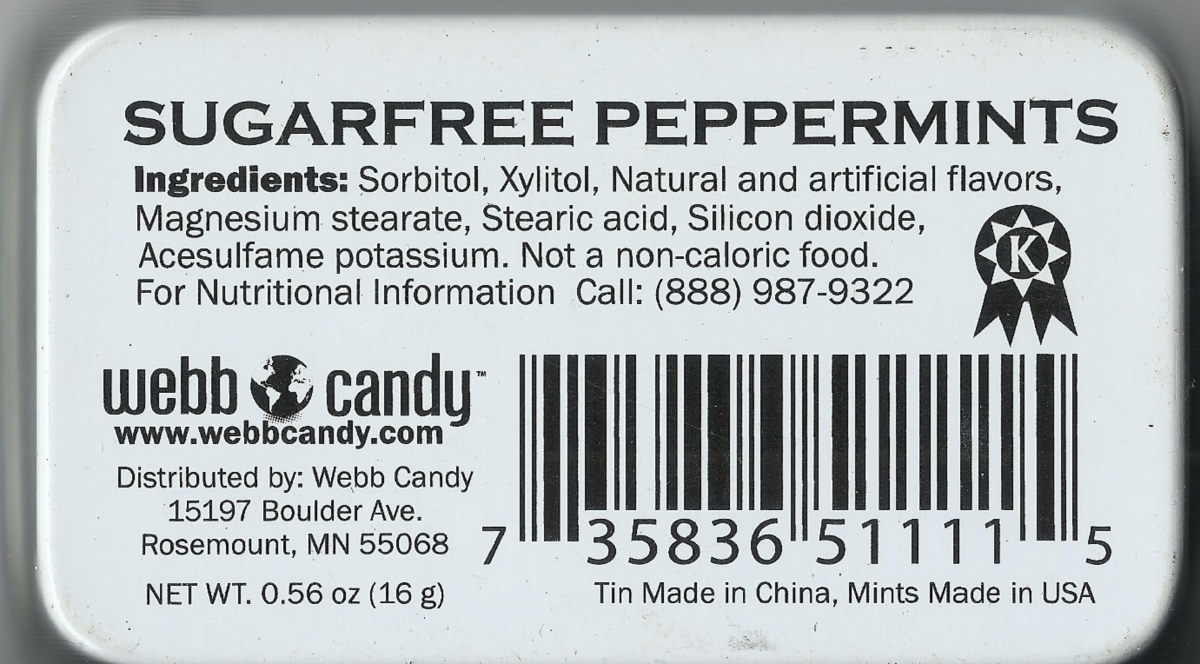 SUGARFREE PEPPERMINTS
Ingredients: Sorbitol, Xylitol, Natural and artificial flavors,
Magnesium stearate, Stearic acid, Silicon dioxide,
Acesulfame potassium. Not a non-caloric food.
For Nutritional Information Call: (888) 987-9322
K
webb candy™
www.webbcandy.com
Distributed by: Webb Candy
15197 Boulder Ave.
Rosemount, MN 55068
NET WT. 0.56 oz (16 g)
7 35836 51111 5
Tin Made in China, Mints Made in USA